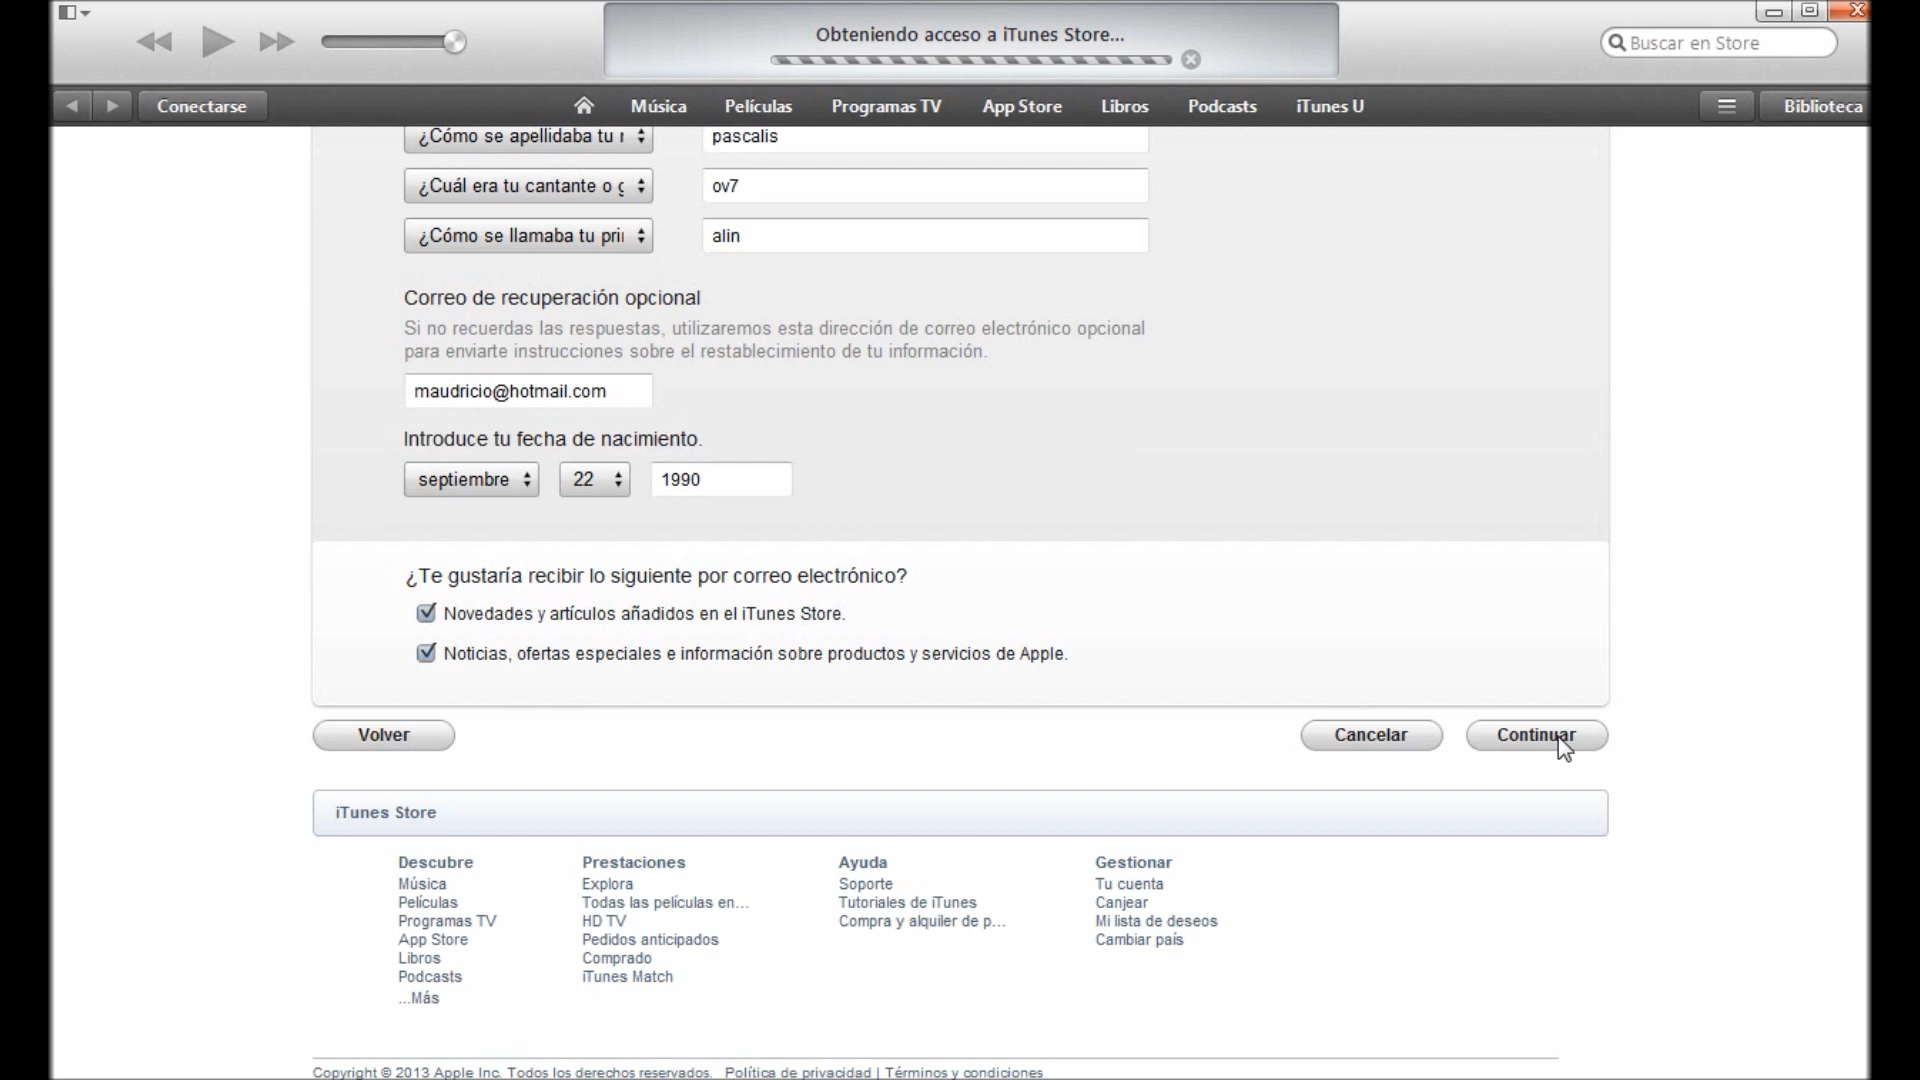 Obteniendo acceso a iTunes Store...
Buscar en Store
Conectarse
Música
Películas
Programas TV
App Store
Libros
Podcasts
iTunes U
Biblioteca
¿Cómo se apellidaba tu
pascalis
¿Cuál era tu cantante o
ov7
¿Cómo se llamaba tu pri
alin
Correo de recuperación opcional
Si no recuerdas las respuestas, utilizaremos esta dirección de correo electrónico opcional
para enviarte instrucciones sobre el restablecimiento de tu información.
maudricio@hotmail.com
Introduce tu fecha de nacimiento.
septiembre
22
1990
¿Te gustaría recibir lo siguiente por correo electrónico?
Novedades y artículos añadidos en el iTunes Store.
Noticias, ofertas especiales e información sobre productos y servicios de Apple.
Volver
Cancelar
Continuar
iTunes Store
Descubre
Música
Películas
Programas TV
App Store
Libros
Podcasts
...Más
Prestaciones
Explora
Todas las películas en...
HD TV
Pedidos anticipados
Comprado
iTunes Match
Ayuda
Soporte
Tutoriales de iTunes
Compra y alquiler de p...
Gestionar
Tu cuenta
Canjear
Mi lista de deseos
Cambiar país
Copyright © 2013 Apple Inc. Todos los derechos reservados. Política de privacidad | Términos y condiciones